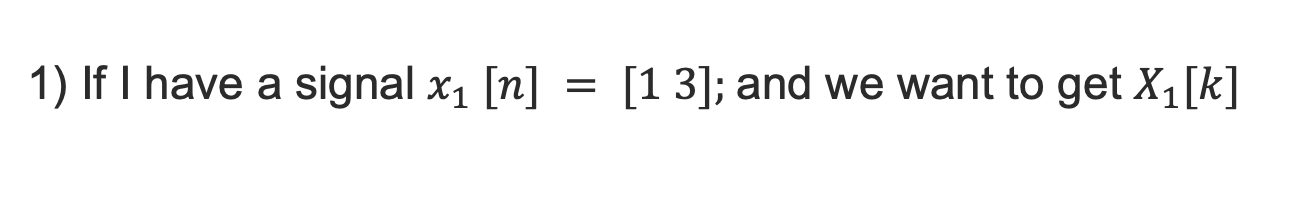 1) If I have a signal x₁ [n] = [1 3]; and we want to get X₁[k]